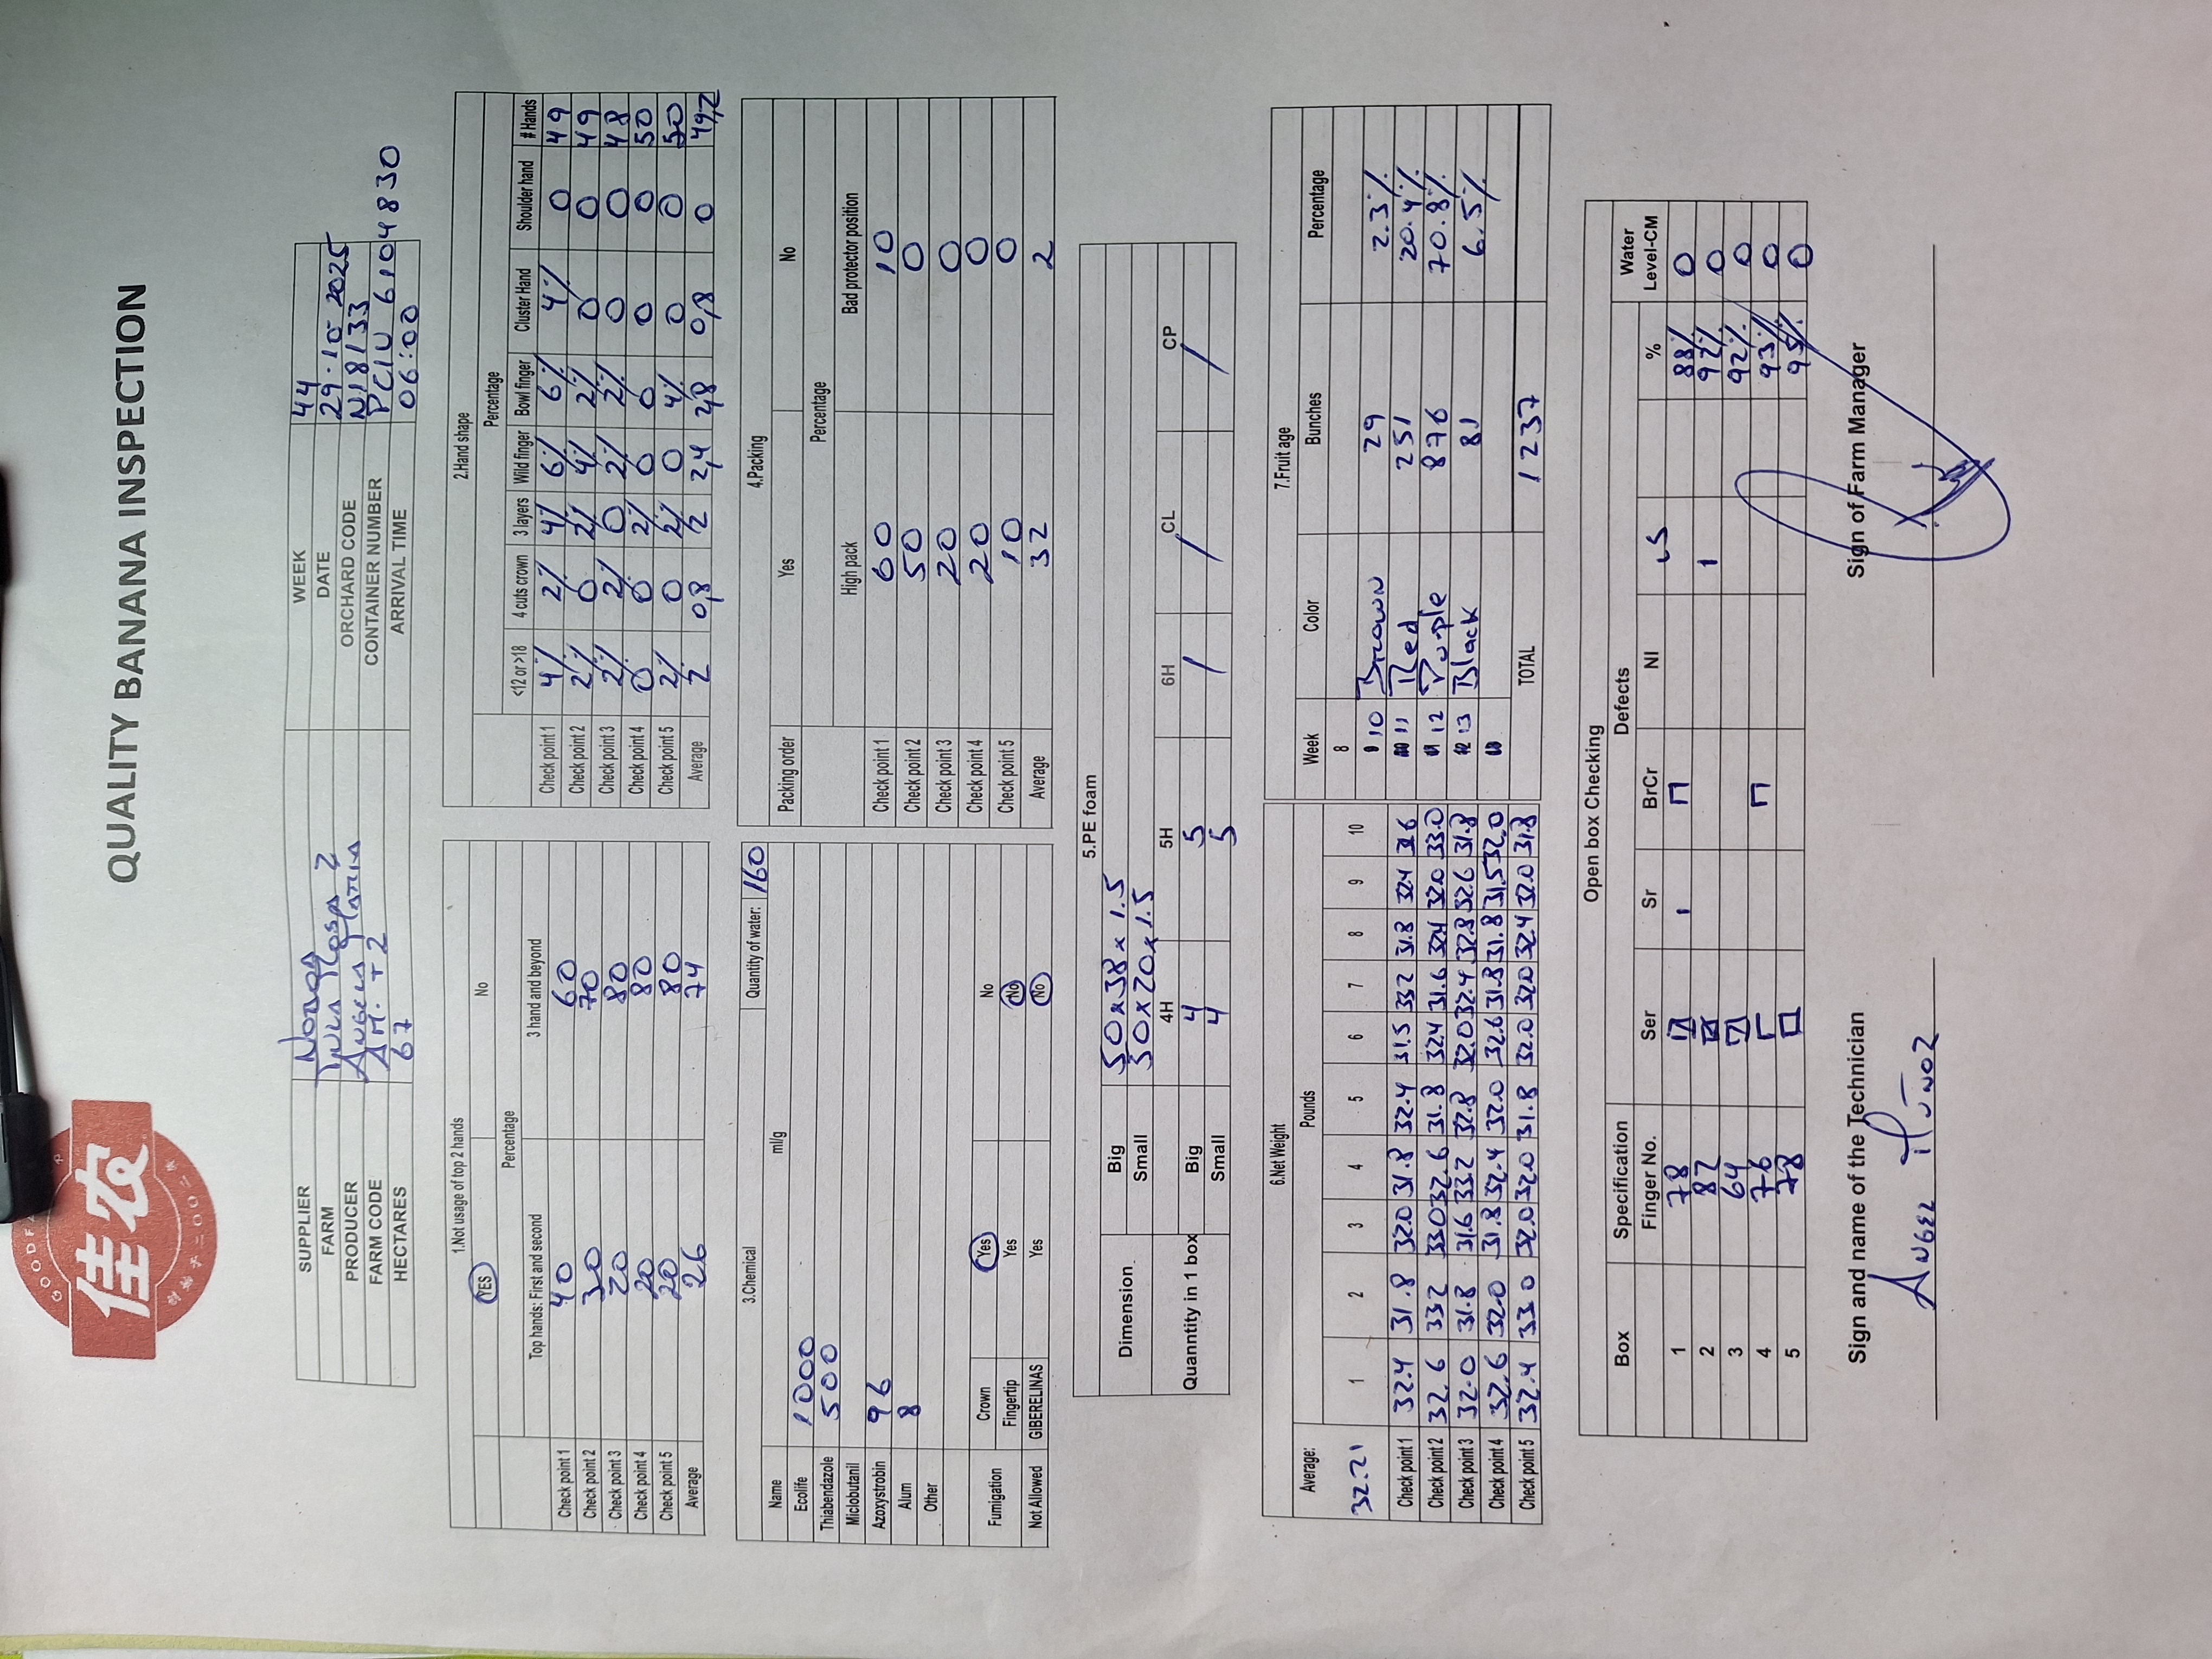 GOODFARMER
佳农
创始于二〇〇二年
QUALITY BANANA INSPECTION
SUPPLIER NOBOA WEEK 44
FARM Rosa 2 DATE 29-10-2025
PRODUCER ANGELA MARIA ORCHARD CODE N18133
FARM CODE AM. T2 CONTAINER NUMBER PCIU 6104830
HECTARES 67 ARRIVAL TIME 06:00
1.Not usage of top 2 hands
YES No
Percentage
Top hands: First and second 3 hand and beyond
Check point 1 40 60
Check point 2 30 70
Check point 3 20 80
Check point 4 20 80
Check point 5 20 80
Average 26 74
2.Hand shape
Percentage
<12 or >18 4 cuts crown 3 layers Wild finger Bowl finger Cluster Hand Shoulder hand # Hands
Check point 1 4% 2% 4% 6% 6% 4% 0 49
Check point 2 2% 0 2% 4% 2% 0 0 49
Check point 3 2% 2% 0 2% 2% 0 0 48
Check point 4 0 0 2% 0 0 0 0 50
Check point 5 2% 0 2% 0 4% 0 0 50
Average 2 0,8 2 2,4 2,8 0,8 0 49,2
3.Chemical Quantity of water: 160
Name ml/g
Ecolife 1000
Thiabendazole 500
Miclobutanil
Azoxystrobin 96
Alum 8
Other
Fumigation Crown Yes No
Fingertip Yes No
Not Allowed GIBERELINAS Yes No
4.Packing
Packing order Yes No
Percentage
High pack Bad protector position
Check point 1 60 10
Check point 2 50 0
Check point 3 20 0
Check point 4 20 0
Check point 5 10 0
Average 32 2
5.PE foam
Dimension Big 50x38x1.5
Small 30x20x1.5
Quanntity in 1 box 4H 5H 6H CL CP
Big 4 5 / / /
Small 4 5
6.Net Weight
Average: Pounds
32.21 1 2 3 4 5 6 7 8 9 10
Check point 1 32.4 31.8 32.0 31.8 32.4 31.5 33.2 31.8 32.4 31.6
Check point 2 32.6 33.2 33.0 32.6 31.8 32.4 31.6 32.4 32.0 33.0
Check point 3 32.0 31.8 31.6 33.2 32.8 32.0 32.4 32.8 32.6 31.8
Check point 4 32.6 32.0 31.8 32.4 32.0 32.6 31.8 31.8 31.5 32.0
Check point 5 32.4 33.0 32.0 32.0 31.8 32.0 32.0 32.4 32.0 31.8
7.Fruit age
Week Color Bunches Percentage
8
10 Brown 29 2.3%
11 Red 251 20.4%
12 Purple 876 70.8%
13 Black 81 6.5%
TOTAL 1237
Open box Checking
Box Specification Defects Water
Finger No. Ser Sr BrCr NI LS % Level-CM
1 78 88% 0
2 87 1 92% 0
3 64 92% 0
4 76 93% 0
5 78 95% 0
Sign and name of the Technician Sign of Farm Manager
ANGEL MUÑOZ